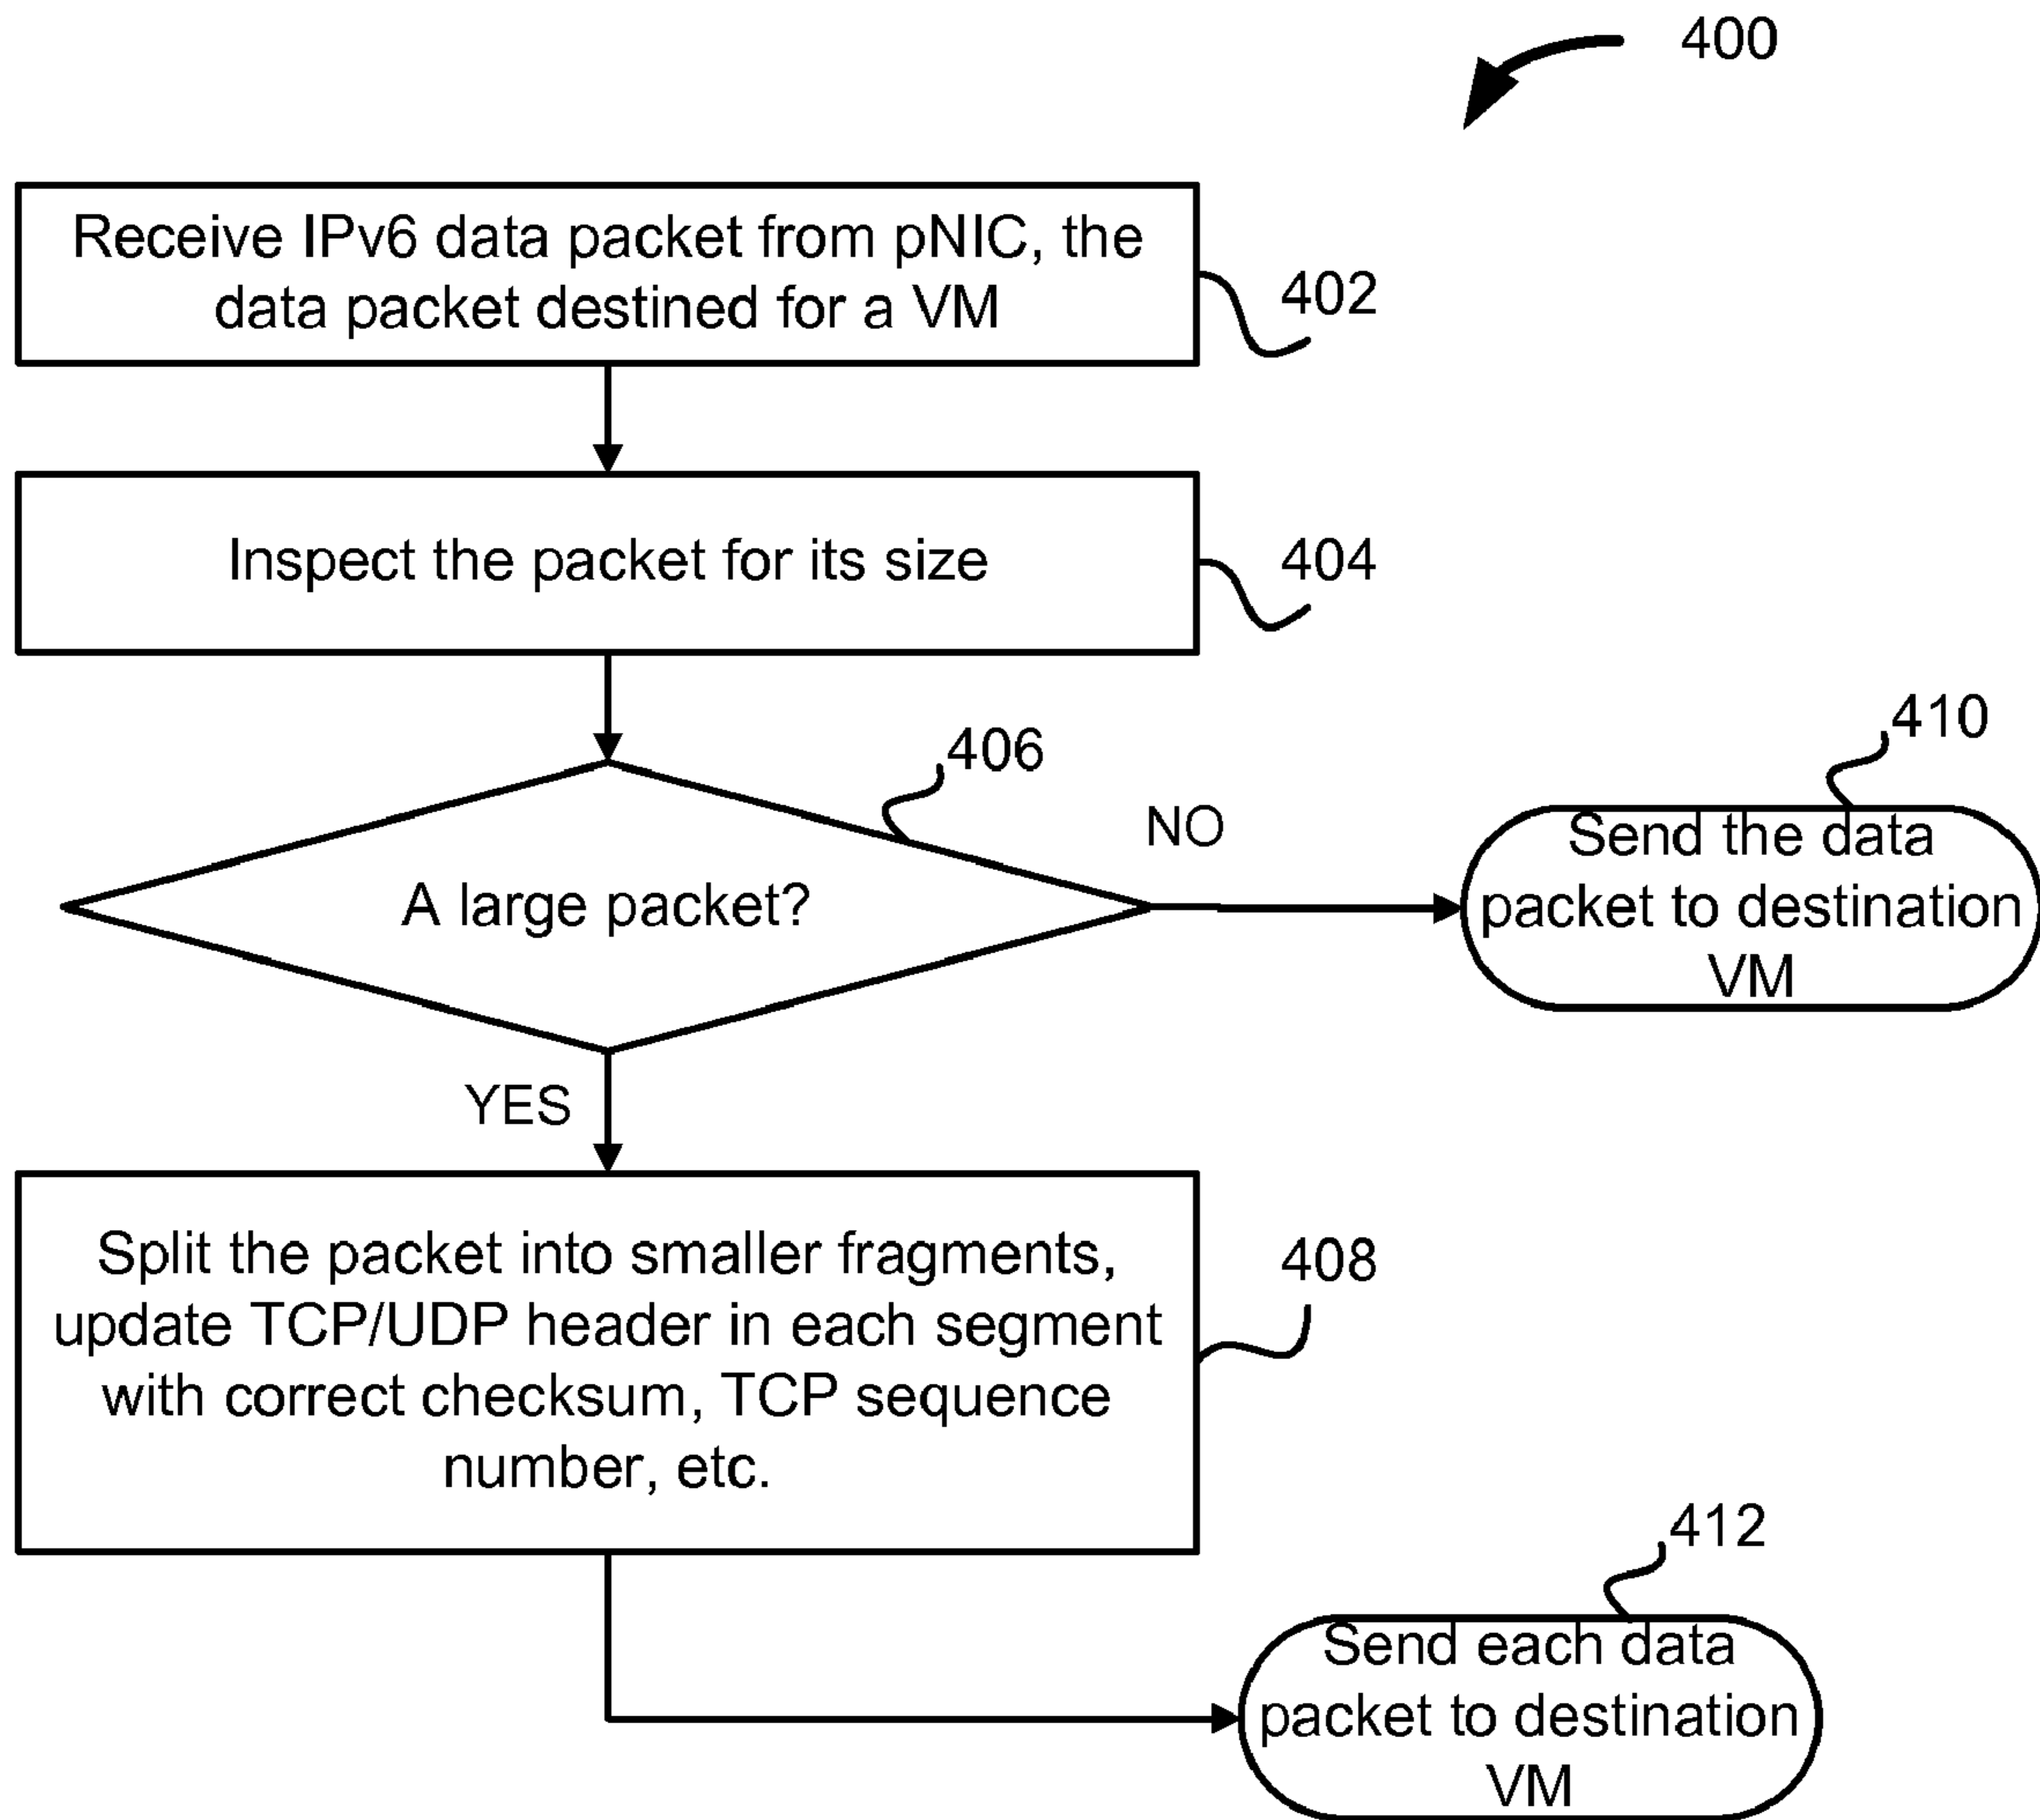 400
Receive IPv6 data packet from pNIC, the
data packet destined for a VM
402
Inspect the packet for its size
404
406
A large packet?
NO
410
Send the data
packet to destination
VM
YES
Split the packet into smaller fragments,
update TCP/UDP header in each segment
with correct checksum, TCP sequence
number, etc.
408
412
Send each data
packet to destination
VM